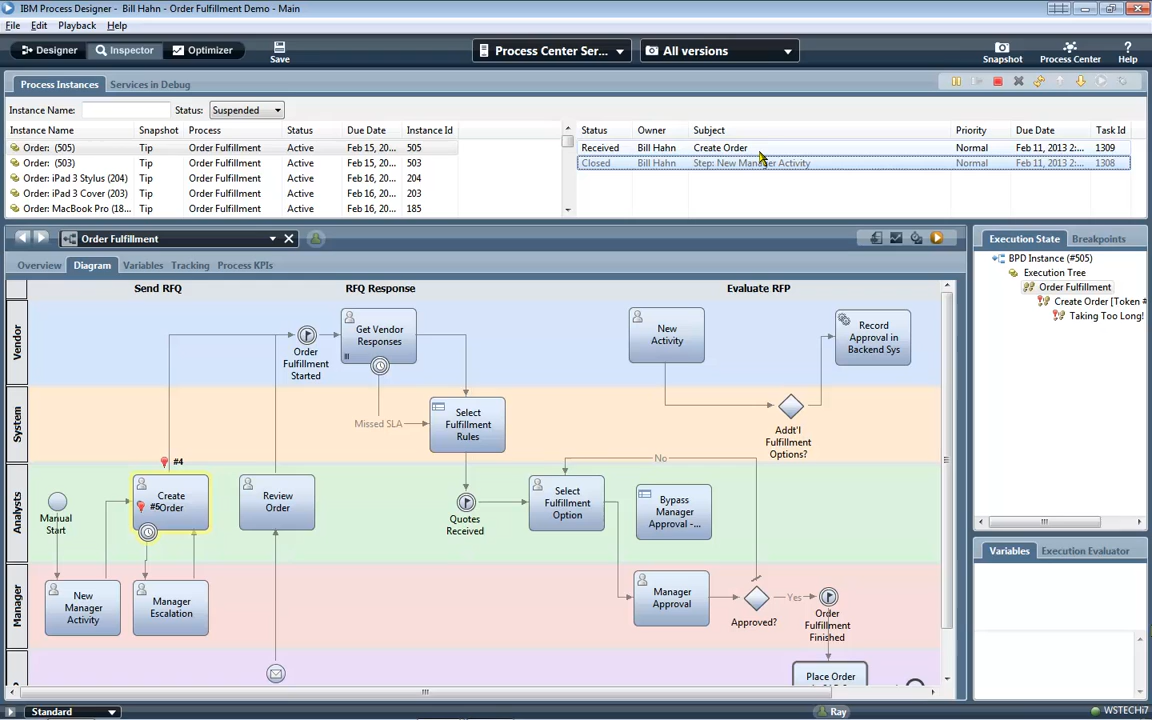 IBM Process Designer - Bill Hahn - Order Fulfillment Demo - Main
File Edit Playback Help
Designer Inspector Optimizer Save Process Center Ser... All versions Snapshot Process Center Help
Process Instances Services in Debug
Instance Name: Status: Suspended
Instance Name Snapshot Process Status Due Date Instance Id Status Owner Subject Priority Due Date Task Id
Order: (505) Tip Order Fulfillment Active Feb 15, 20... 505 Received Bill Hahn Create Order Normal Feb 11, 2013 2:... 1309
Order: (503) Tip Order Fulfillment Active Feb 15, 20... 503 Closed Bill Hahn Step: New Manager Activity Normal Feb 11, 2013 2:... 1308
Order: iPad 3 Stylus (204) Tip Order Fulfillment Active Feb 16, 20... 204
Order: iPad 3 Cover (203) Tip Order Fulfillment Active Feb 16, 20... 203
Order: MacBook Pro (18... Tip Order Fulfillment Active Feb 16, 20... 185
Order Fulfillment
Overview Diagram Variables Tracking Process KPIs
Send RFQ RFQ Response Evaluate RFP
Vendor
Order
Fulfillment
Started
Get Vendor
Responses
New
Activity
Record
Approval in
Backend Sys
System
Missed SLA
Select
Fulfillment
Rules
Addt'l
Fulfillment
Options?
Analysts
Manual
Start
#4
Create
#5Order
Review
Order
Quotes
Received
Select
Fulfillment
Option
No
Bypass
Manager
Approval -...
Manager
New
Manager
Activity
Manager
Escalation
Manager
Approval
Approved?
Yes
Order
Fulfillment
Finished
Place Order
Execution State Breakpoints
BPD Instance (#505)
Execution Tree
Order Fulfillment
Create Order [Token #
Taking Too Long!
Variables Execution Evaluator
Standard Ray WSTECHi7